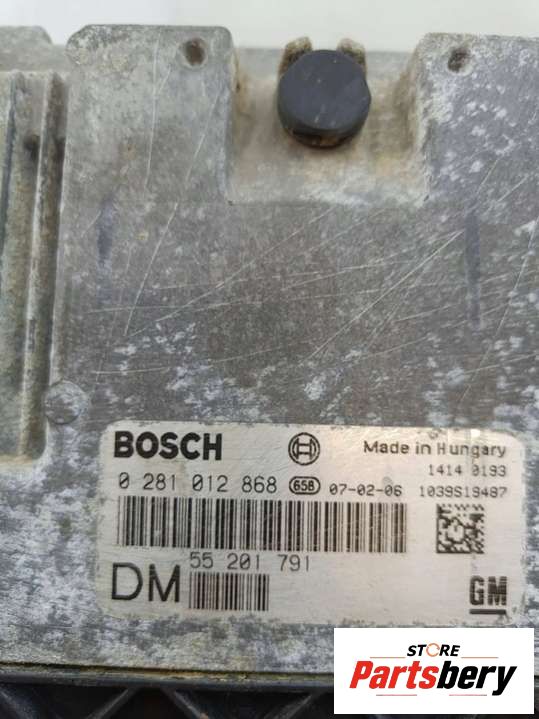 BOSCH Made in Hungary
1414 0193
0 281 012 868 658 07-02-06 1039S19487
55 201 791
DM
GM
STORE
Partsbery